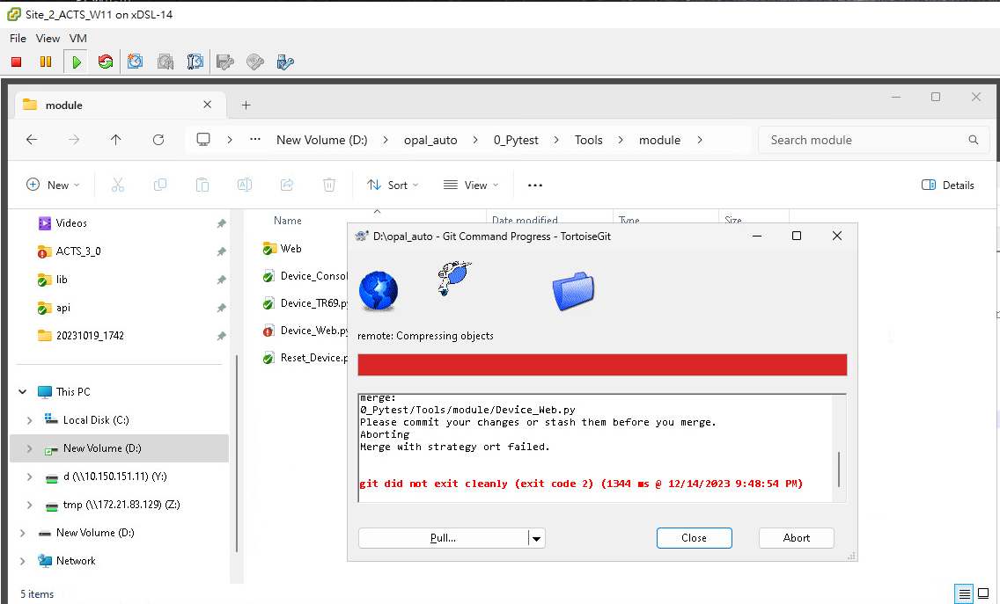 Site_2_ACTS_W11 on xDSL-14
File View VM
module
New Volume (D:) opal_auto 0_Pytest Tools module
Search module
New Sort View Details
Name Date modified Type Size
Videos
ACTS_3_0
lib
api
20231019_1742
This PC
Local Disk (C:)
New Volume (D:)
d (\\10.150.151.11) (Y:)
tmp (\\172.21.83.129) (Z:)
New Volume (D:)
Network
Web
Device_Consol
Device_TR69.py
Device_Web.py
Reset_Device.p
D:\opal_auto - Git Command Progress - TortoiseGit
remote: Compressing objects
merge:
0_Pytest/Tools/module/Device_Web.py
Please commit your changes or stash them before you merge.
Aborting
Merge with strategy ort failed.
git did not exit cleanly (exit code 2) (1344 ms @ 12/14/2023 9:48:54 PM)
Pull... Close Abort
5 items